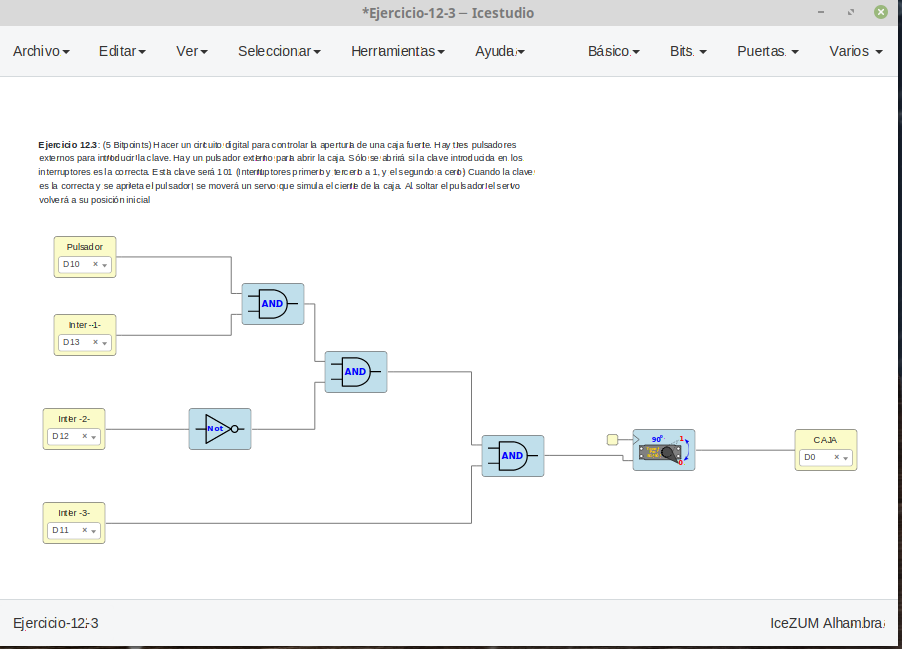 *Ejercicio-12-3 – Icestudio
Archivo Editar Ver Seleccionar Herramientas Ayuda Básico Bits Puertas Varios
Ejercicio 12.3: (5 Bitpoints) Hacer un circuito digital para controlar la apertura de una caja fuerte. Hay tres pulsadores
externos para introducir la clave. Hay un pulsador externo para abrir la caja. Sólo se abrirá si la clave introducida en los
interruptores es la correcta. Esta clave será 101 (Interruptores primero y tercero a 1, y el segundo a cero) Cuando la clave
es la correcta y se aprieta el pulsador, se moverá un servo que simula el cierre de la caja. Al soltar el pulsador el servo
volverá a su posición inicial
Pulsador
D10
AND
Inter -1-
D13
AND
Inter -2-
D12
Not
AND
90°
1
0
CAJA
D0
Inter -3-
D11
Ejercicio-12-3
IceZUM Alhambra